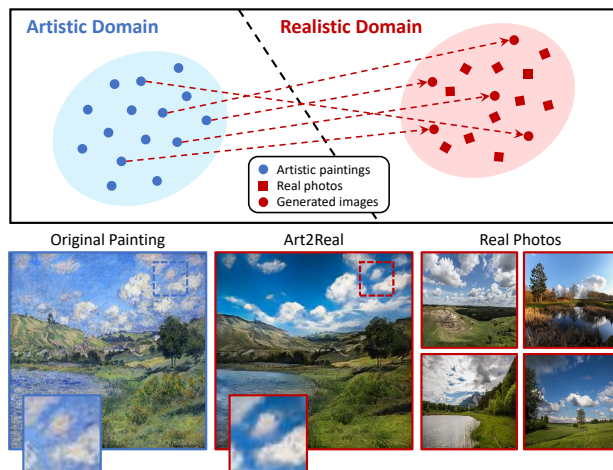 Artistic Domain
Realistic Domain
Artistic paintings
Real photos
Generated images
Original Painting
Art2Real
Real Photos